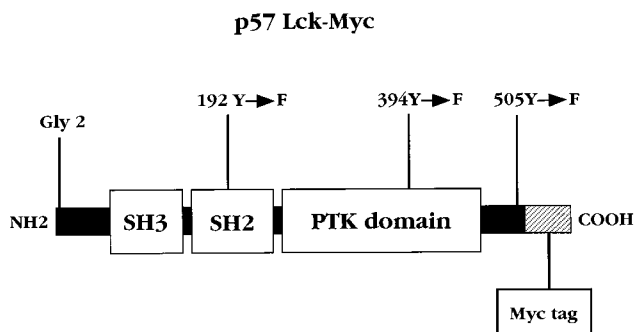 p57 Lck-Myc
192 Y→F
394Y→F
505Y→F
Gly 2
NH2
SH3
SH2
PTK domain
COOH
Myc tag